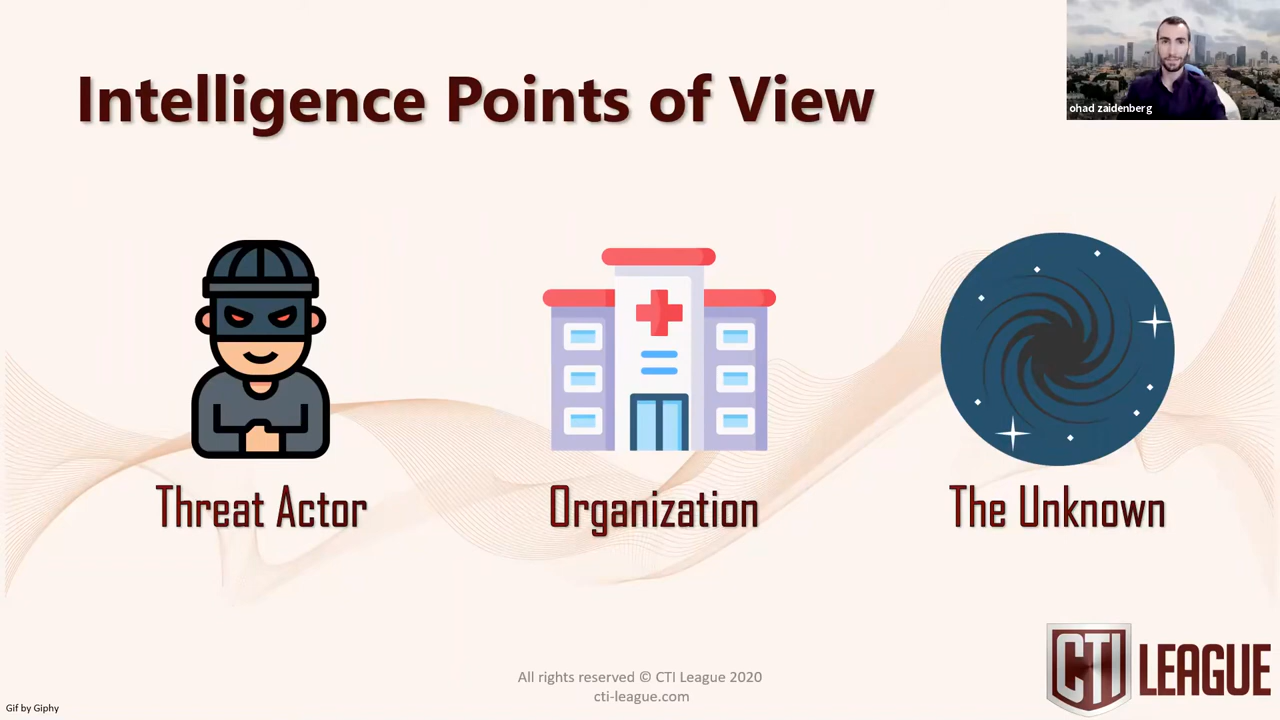 Intelligence Points of View
ohad zaidenberg
Threat Actor
Organization
The Unknown
All rights reserved © CTI League 2020
cti-league.com
CTI LEAGUE
Gif by Giphy